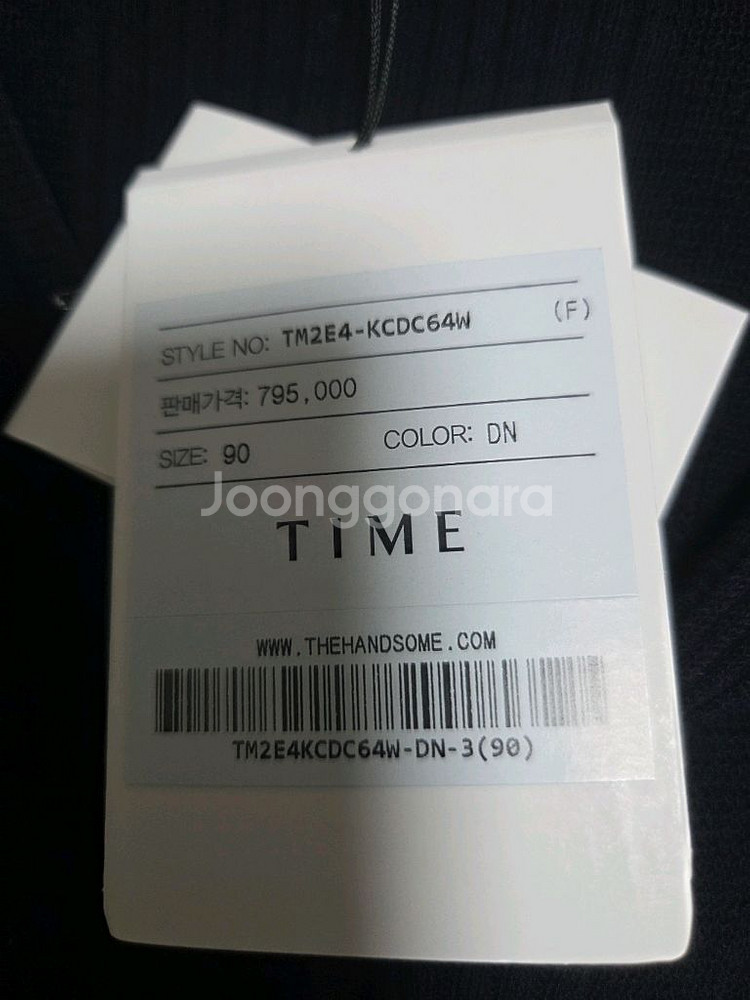 STYLE NO: TM2E4-KCDC64W (F)
판매가격: 795,000
SIZE: 90 COLOR: DN
Joonggonara
TIME
WWW.THEHANDSOME.COM
TM2E4KCDC64W-DN-3(90)